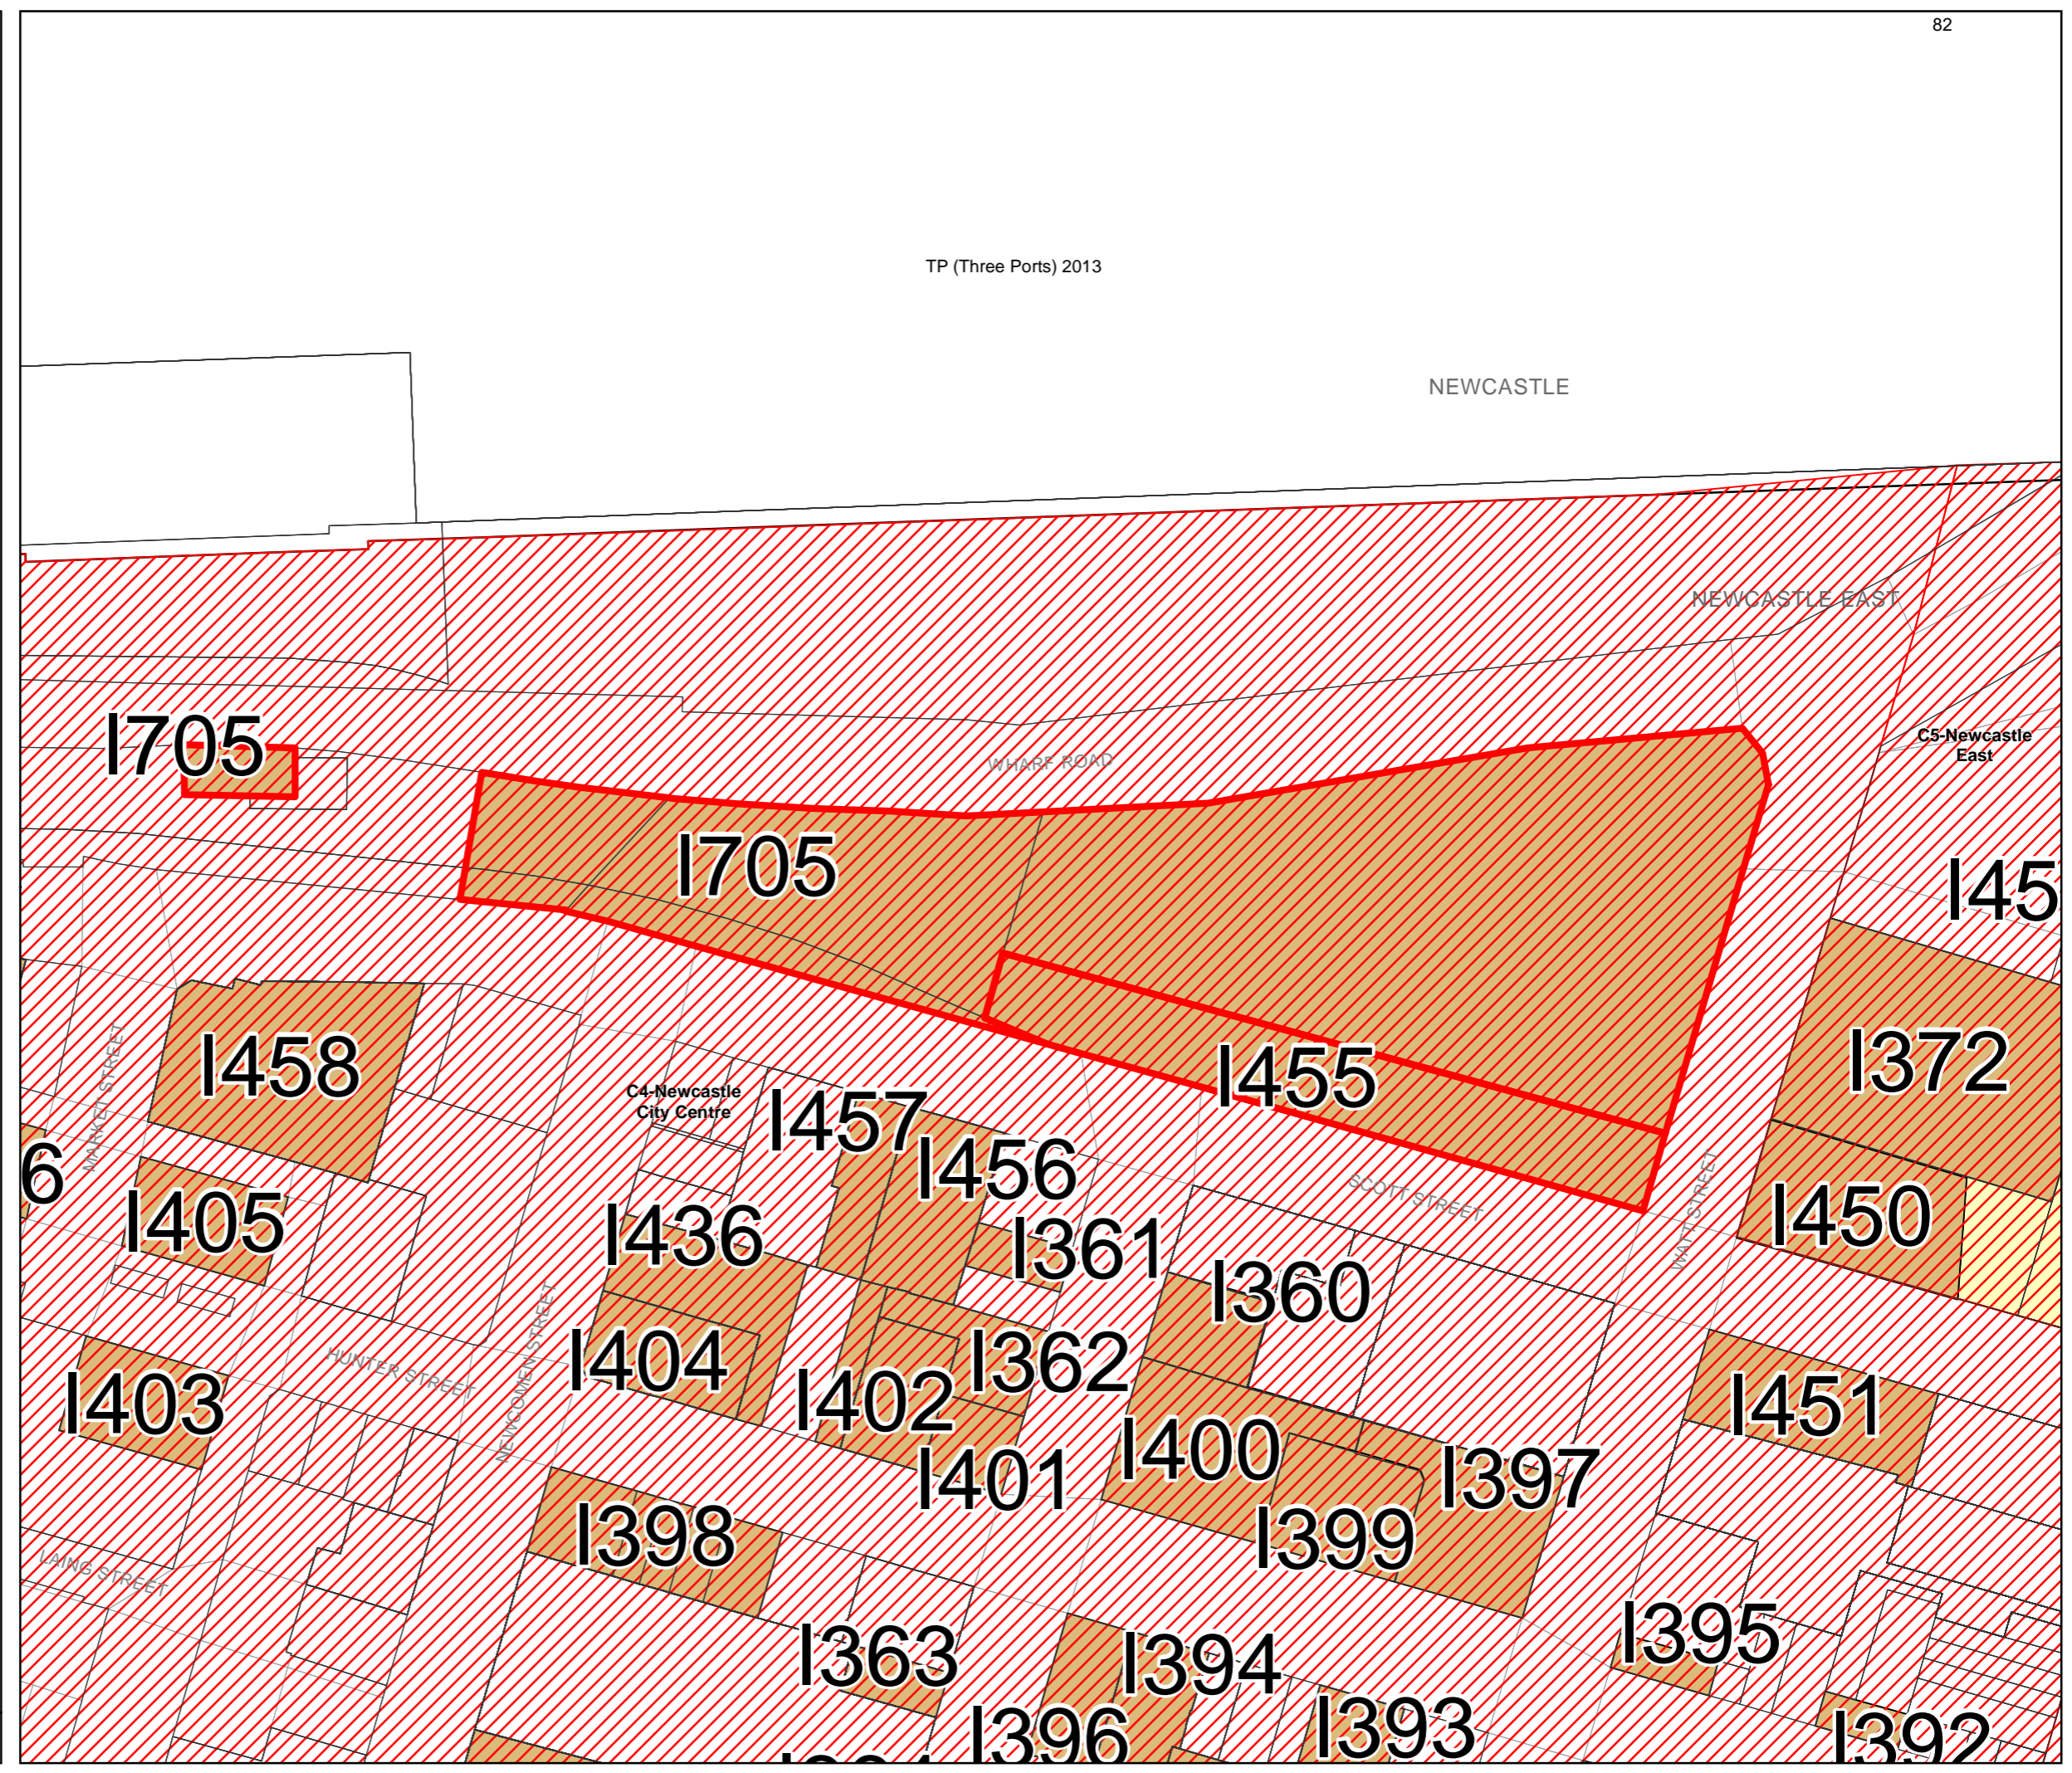 82
TP (Three Ports) 2013
NEWCASTLE
NEWCASTLE EAST
I705
C5-Newcastle
East
WHARF ROAD
I705
I45
I458
MARKET STREET
I455
I372
C4-Newcastle
City Centre
I457
I456
6
I405
I436
I361
SCOTT STREET
WATT STREET
I450
I360
I404
I362
HUNTER STREET
NEWCOMEN STREET
I403
I402
I451
I400
I401
I397
I398
I399
LAING STREET
I363
I394
I395
I396
I393
I392